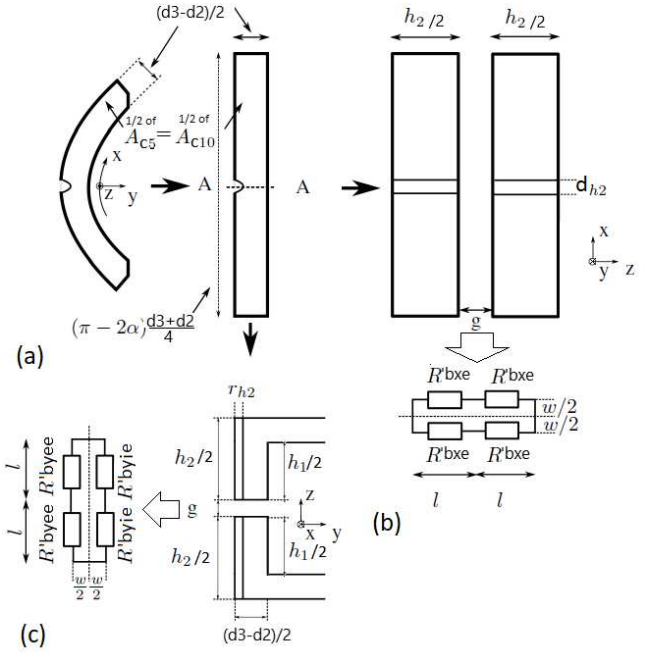 (d3-d2)/2
h₂/2
h₂/2
1/2 of
1/2 of
A_C5 = A_C10
x
z
y
A
A
d_h2
x
y
z
(π − 2α) d3+d2
4
g
(a)
R'bxe
R'bxe
w/2
w/2
R'bxe
R'bxe
l
l
(b)
r_h2
l
l
R'byee
R'byee
R'byie
R'byie
w/2
w/2
h₂/2
h₁/2
z
g
x
y
h₂/2
h₁/2
(c)
(d3-d2)/2